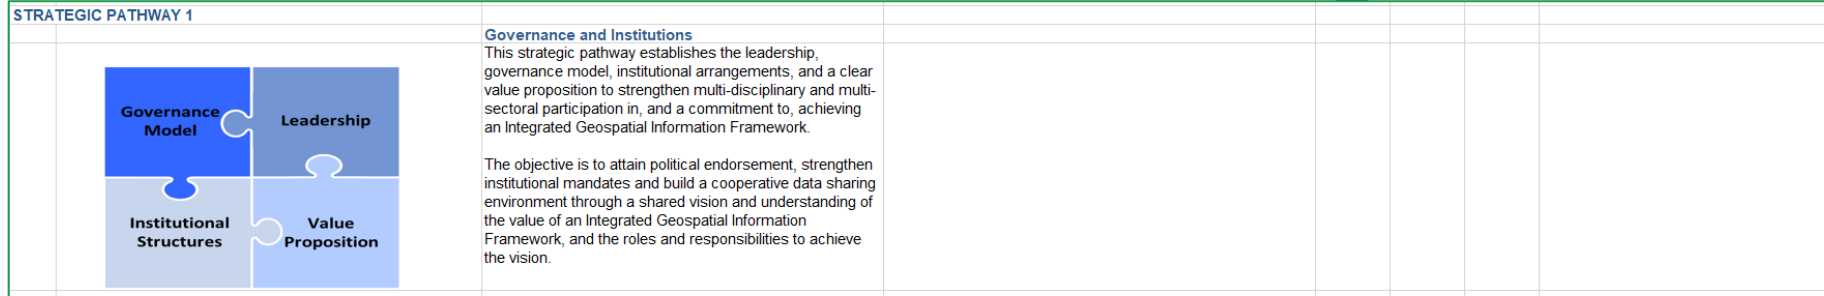 STRATEGIC PATHWAY 1
Governance and Institutions
This strategic pathway establishes the leadership,
governance model, institutional arrangements, and a clear
value proposition to strengthen multi-disciplinary and multi-
sectoral participation in, and a commitment to, achieving
an Integrated Geospatial Information Framework.
The objective is to attain political endorsement, strengthen
institutional mandates and build a cooperative data sharing
environment through a shared vision and understanding of
the value of an Integrated Geospatial Information
Framework, and the roles and responsibilities to achieve
the vision.
Governance
Model
Leadership
Institutional
Structures
Value
Proposition